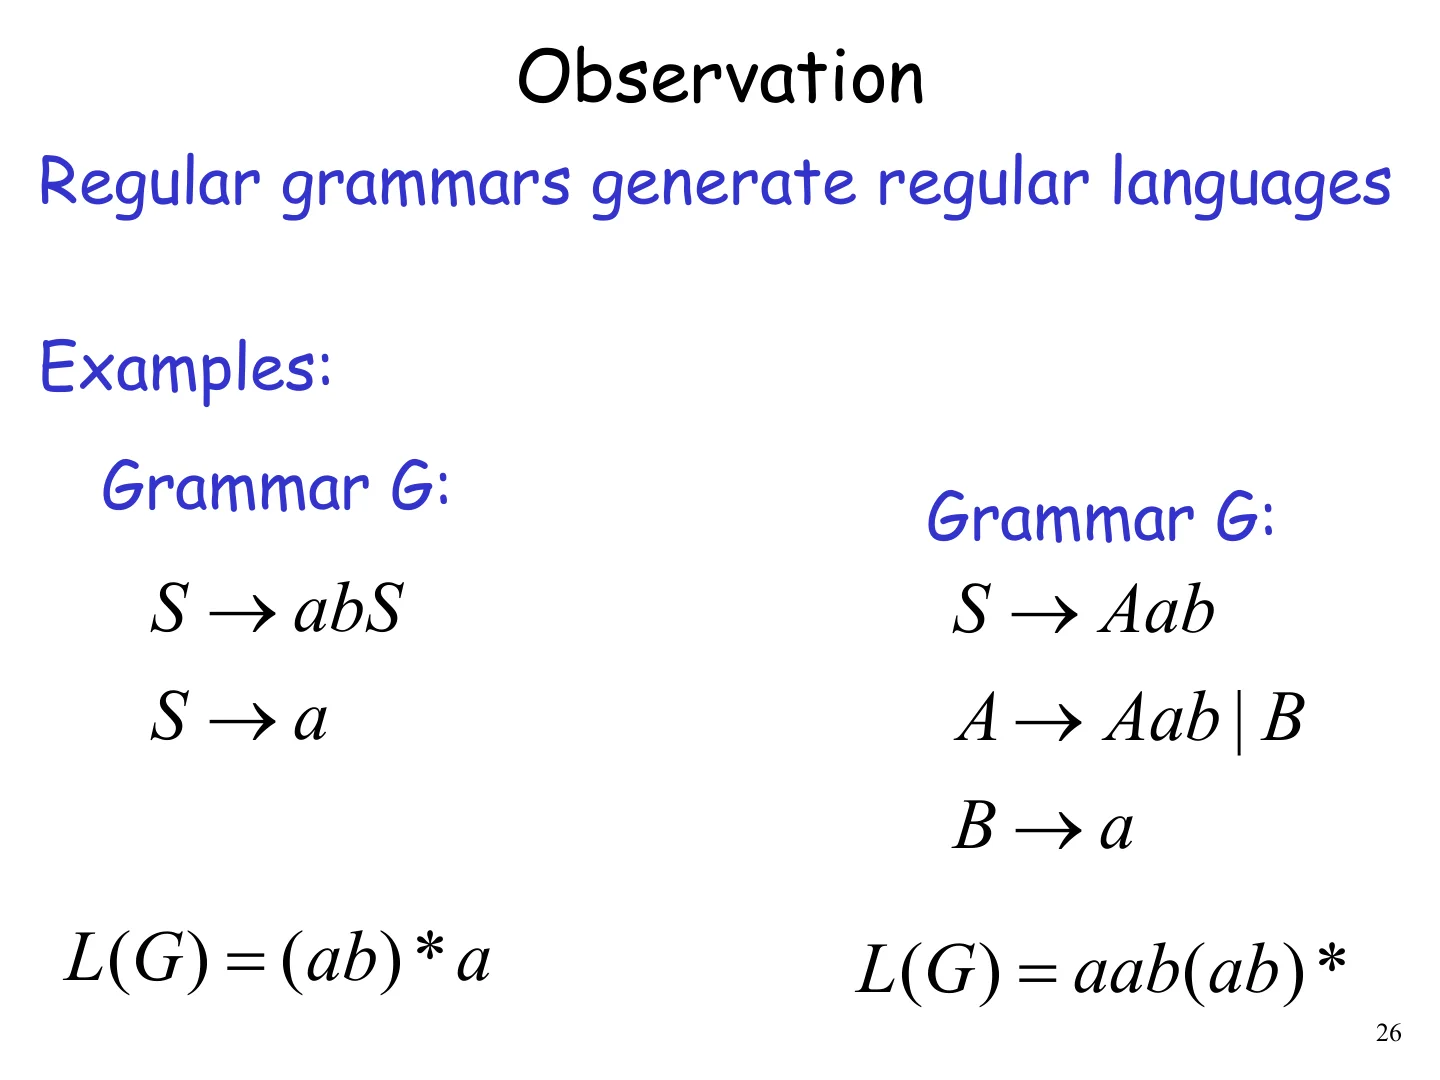 Observation
Regular grammars generate regular languages
Examples:
Grammar G:
S → abS
S → a
L(G) = (ab) * a
Grammar G:
S → Aab
A → Aab | B
B → a
L(G) = aab(ab) *
26